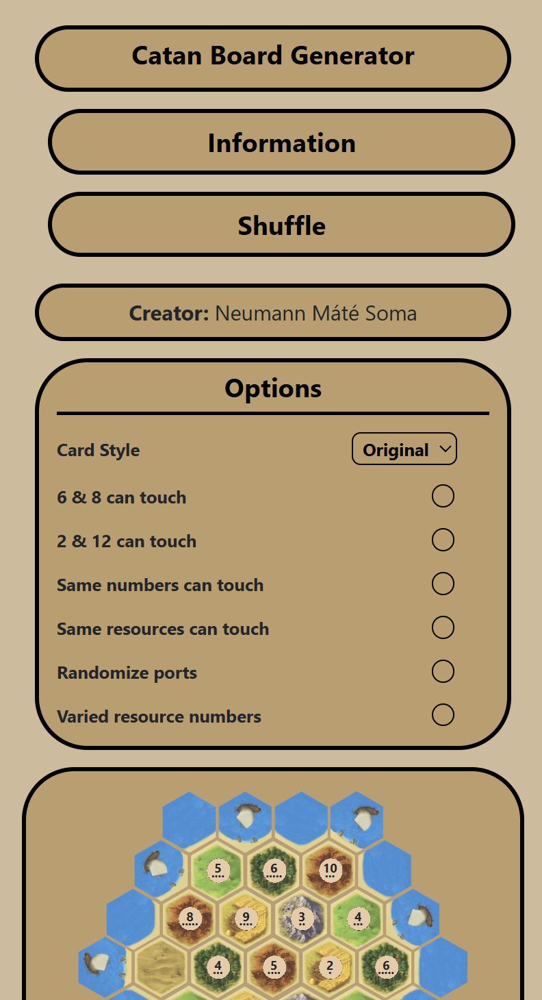 Catan Board Generator
Information
Shuffle
Creator: Neumann Máté Soma
Options
Card Style Original
6 & 8 can touch
2 & 12 can touch
Same numbers can touch
Same resources can touch
Randomize ports
Varied resource numbers
5 6 10
8 9 3 4
4 5 2 6